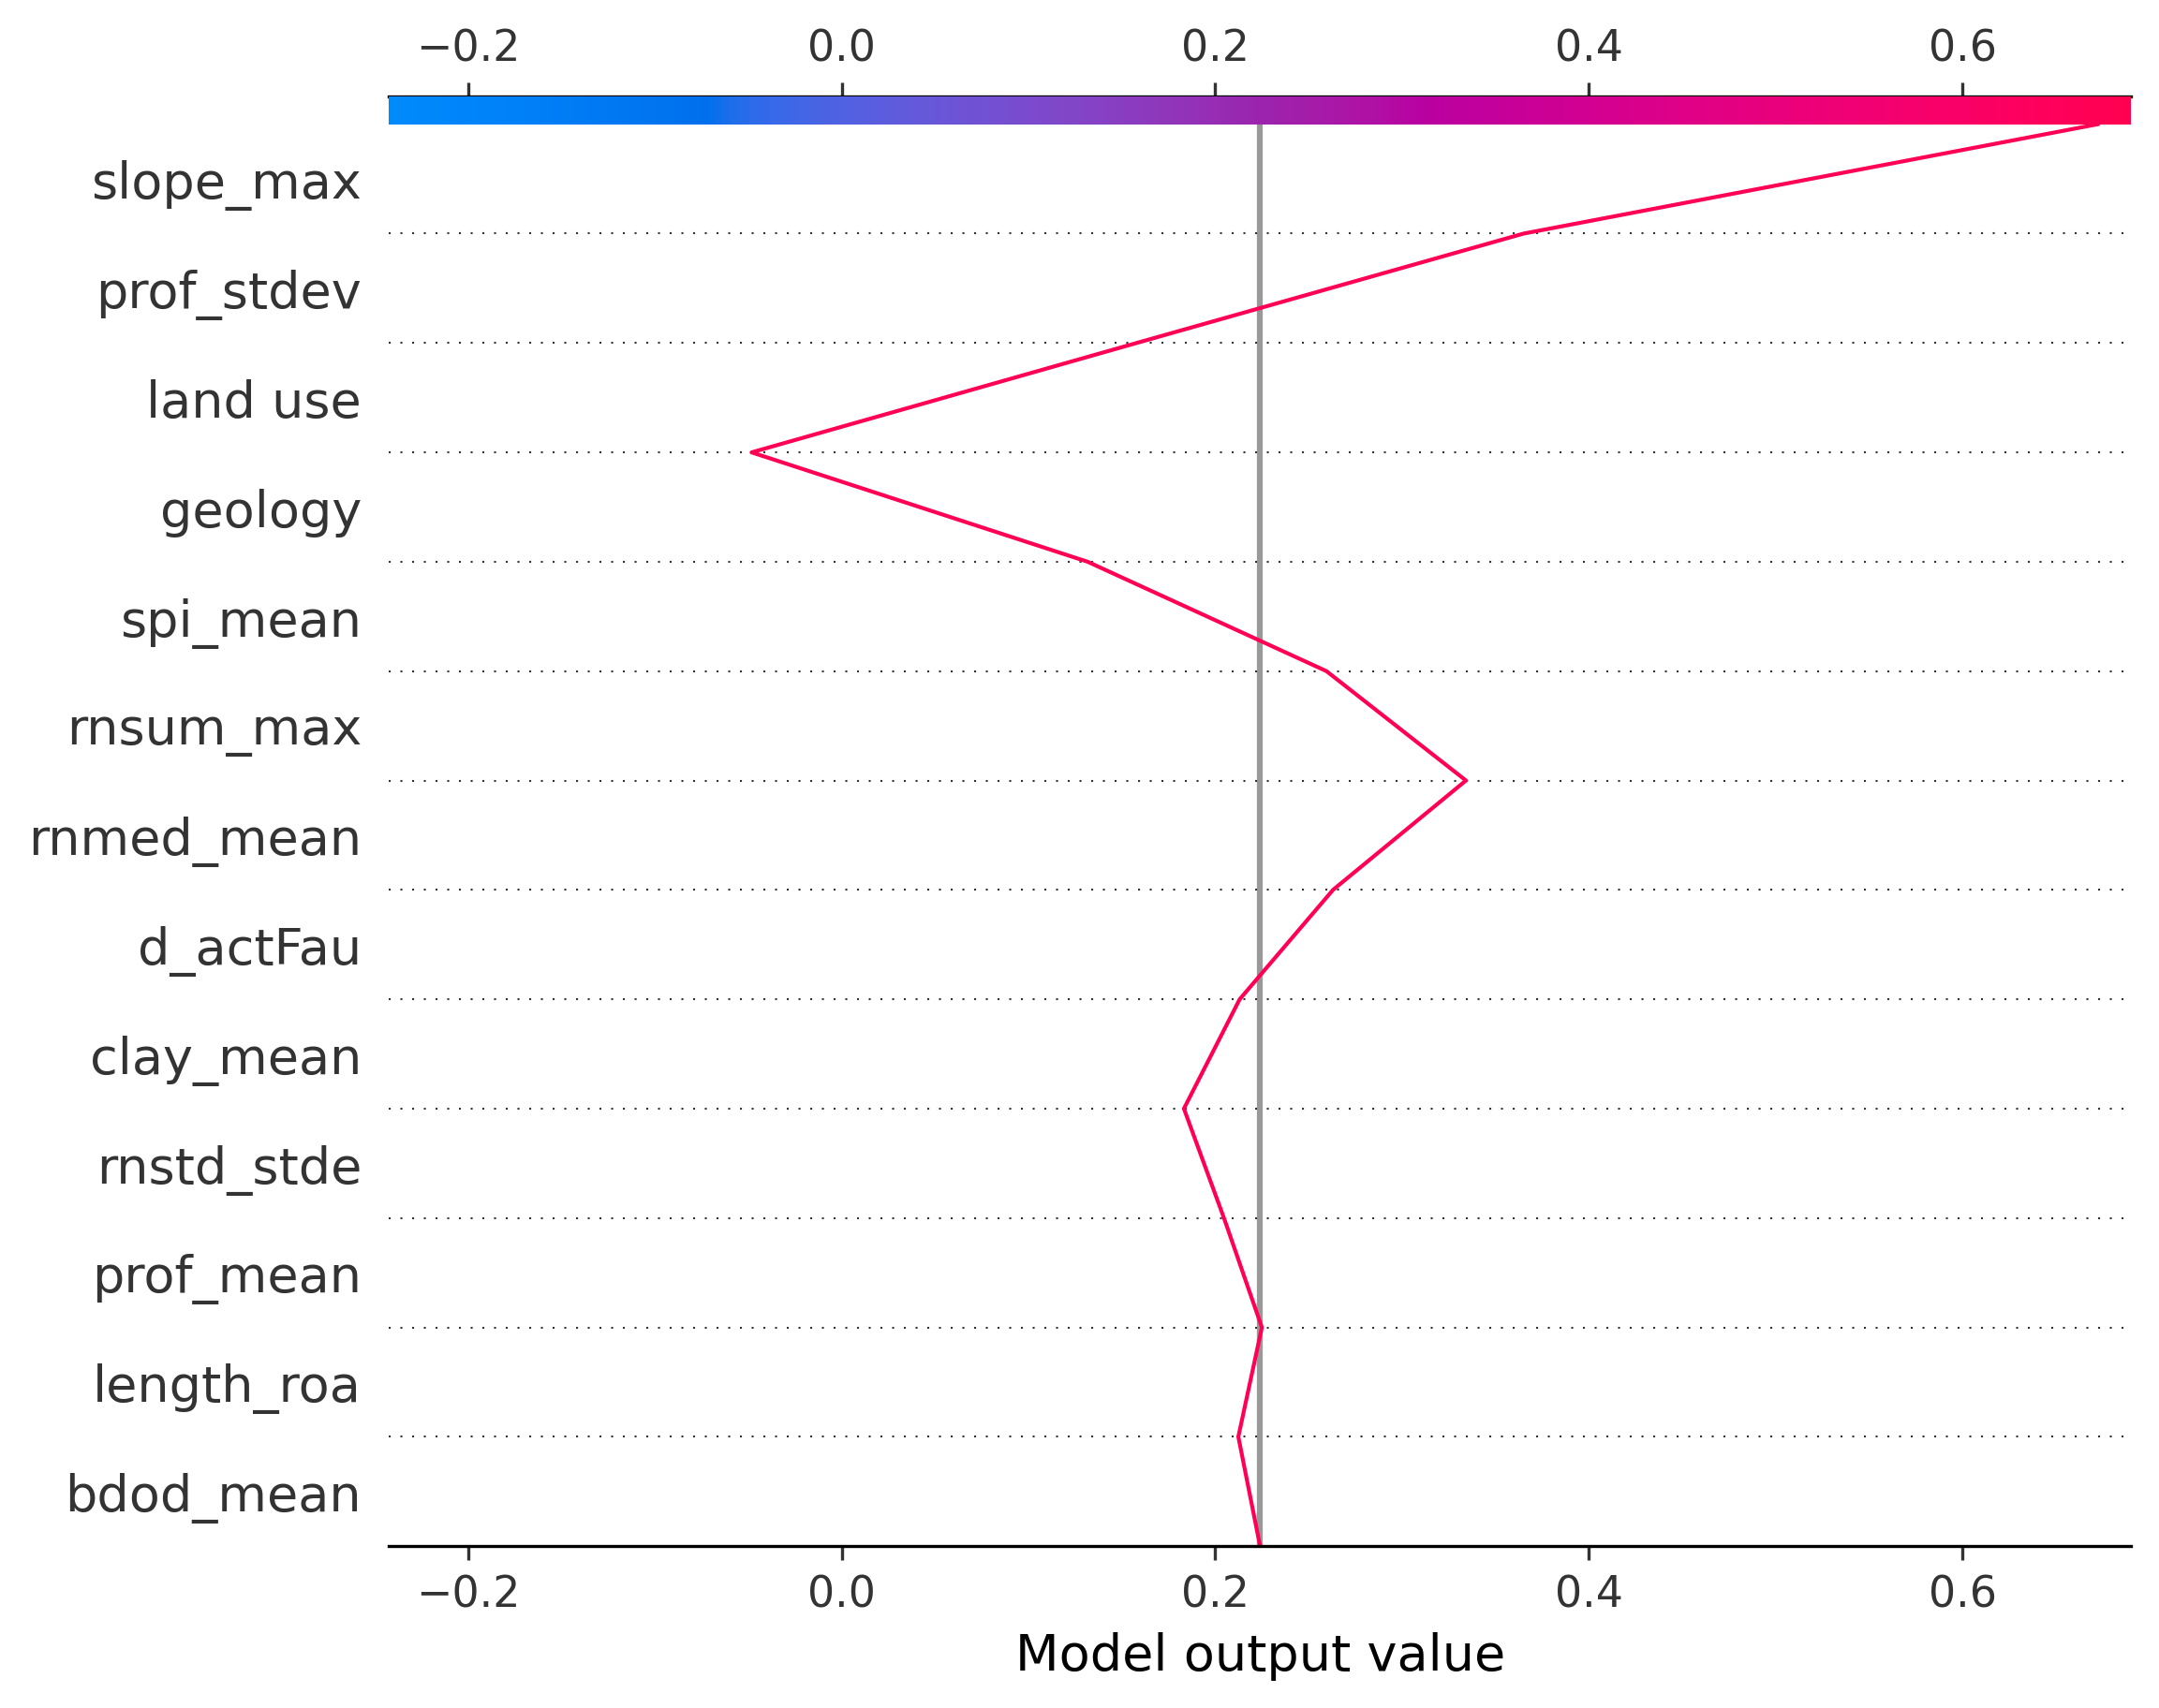 −0.2 0.0 0.2 0.4 0.6
slope_max
prof_stdev
land use
geology
spi_mean
rnsum_max
rnmed_mean
d_actFau
clay_mean
rnstd_stde
prof_mean
length_roa
bdod_mean
−0.2 0.0 0.2 0.4 0.6
Model output value